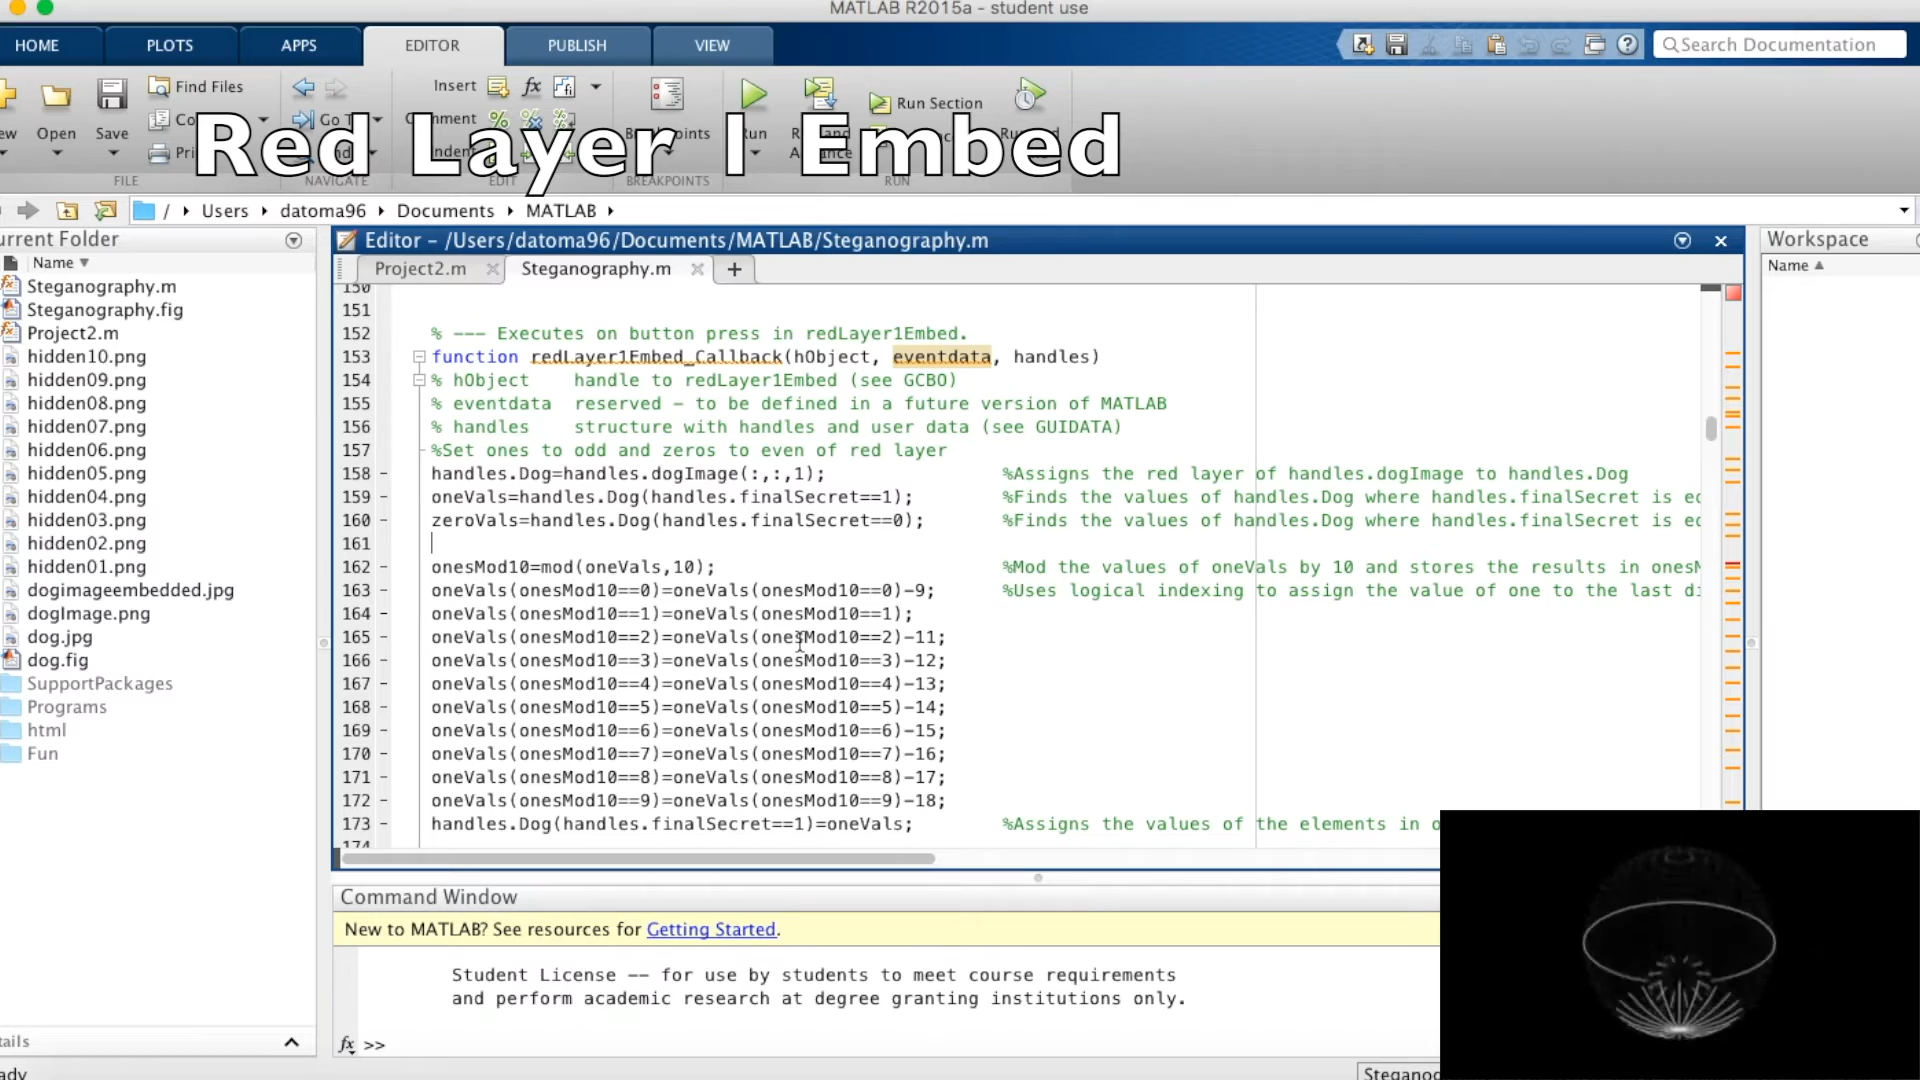 MATLAB R2015a - student use
HOME PLOTS APPS EDITOR PUBLISH VIEW
Search Documentation
Find Files Insert fx
Open Save Comment Run Section
Red Layer 1 Embed
FILE NAVIGATE EDIT BREAKPOINTS RUN
/ Users datoma96 Documents MATLAB
Current Folder
Name
Steganography.m
Steganography.fig
Project2.m
hidden10.png
hidden09.png
hidden08.png
hidden07.png
hidden06.png
hidden05.png
hidden04.png
hidden03.png
hidden02.png
hidden01.png
dogimageembedded.jpg
dogImage.png
dog.jpg
dog.fig
SupportPackages
Programs
html
Fun
Editor - /Users/datoma96/Documents/MATLAB/Steganography.m
Project2.m Steganography.m
150
151
152 % --- Executes on button press in redLayer1Embed.
153 function redLayer1Embed_Callback(hObject, eventdata, handles)
154 % hObject    handle to redLayer1Embed (see GCBO)
155 % eventdata  reserved - to be defined in a future version of MATLAB
156 % handles    structure with handles and user data (see GUIDATA)
157 %Set ones to odd and zeros to even of red layer
158 - handles.Dog=handles.dogImage(:,:,1); %Assigns the red layer of handles.dogImage to handles.Dog
159 - oneVals=handles.Dog(handles.finalSecret==1); %Finds the values of handles.Dog where handles.finalSecret is
160 - zeroVals=handles.Dog(handles.finalSecret==0); %Finds the values of handles.Dog where handles.finalSecret is
161
162 - onesMod10=mod(oneVals,10); %Mod the values of oneVals by 10 and stores the results in
163 - oneVals(onesMod10==0)=oneVals(onesMod10==0)-9; %Uses logical indexing to assign the value of one to the last
164 - oneVals(onesMod10==1)=oneVals(onesMod10==1);
165 - oneVals(onesMod10==2)=oneVals(onesMod10==2)-11;
166 - oneVals(onesMod10==3)=oneVals(onesMod10==3)-12;
167 - oneVals(onesMod10==4)=oneVals(onesMod10==4)-13;
168 - oneVals(onesMod10==5)=oneVals(onesMod10==5)-14;
169 - oneVals(onesMod10==6)=oneVals(onesMod10==6)-15;
170 - oneVals(onesMod10==7)=oneVals(onesMod10==7)-16;
171 - oneVals(onesMod10==8)=oneVals(onesMod10==8)-17;
172 - oneVals(onesMod10==9)=oneVals(onesMod10==9)-18;
173 - handles.Dog(handles.finalSecret==1)=oneVals; %Assigns the values of the elements in
174
Workspace
Name
Command Window
New to MATLAB? See resources for Getting Started.
Student License -- for use by students to meet course requirements
and perform academic research at degree granting institutions only.
fx >>